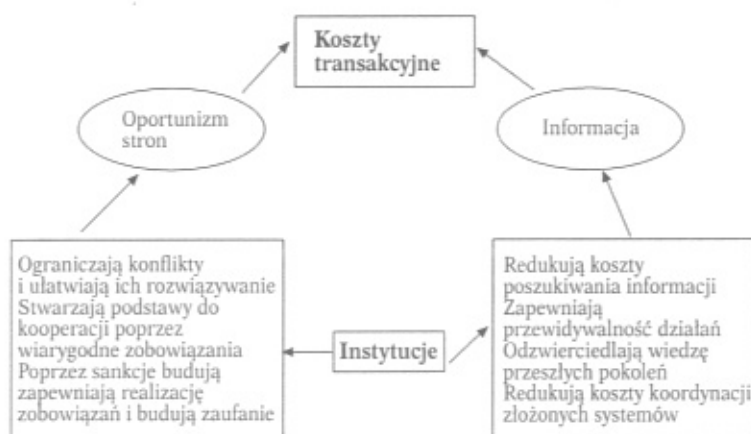 Koszty
transakcyjne
Oportunizm
stron
Informacja
Ograniczają konflikty
i ułatwiają ich rozwiązywanie
Stwarzają podstawy do
kooperacji poprzez
wiarygodne zobowiązania
Poprzez sankcje budują
zapewniają realizację
zobowiązań i budują zaufanie
Instytucje
Redukują koszty
poszukiwania informacji
Zapewniają
przewidywalność działań
Odzwierciedlają wiedzę
przeszłych pokoleń
Redukują koszty koordynacji
złożonych systemów